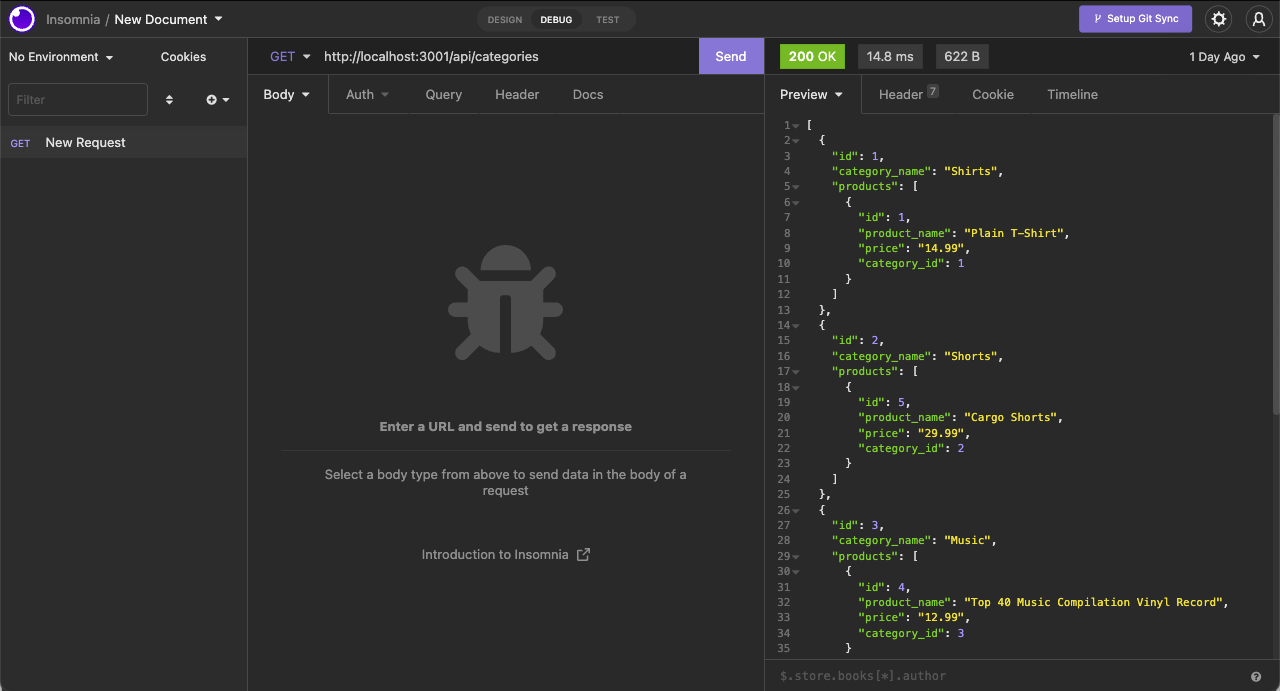 Insomnia / New Document
DESIGN DEBUG TEST
Setup Git Sync
No Environment
Cookies
GET http://localhost:3001/api/categories
Send
200 OK 14.8 ms 622 B
1 Day Ago
Filter
GET New Request
Body Auth Query Header Docs
Preview Header 7 Cookie Timeline
Enter a URL and send to get a response
Select a body type from above to send data in the body of a
request
Introduction to Insomnia
1 [
2 {
3 "id": 1,
4 "category_name": "Shirts",
5 "products": [
6 {
7 "id": 1,
8 "product_name": "Plain T-Shirt",
9 "price": "14.99",
10 "category_id": 1
11 }
12 ]
13 },
14 {
15 "id": 2,
16 "category_name": "Shorts",
17 "products": [
18 {
19 "id": 5,
20 "product_name": "Cargo Shorts",
21 "price": "29.99",
22 "category_id": 2
23 }
24 ]
25 },
26 {
27 "id": 3,
28 "category_name": "Music",
29 "products": [
30 {
31 "id": 4,
32 "product_name": "Top 40 Music Compilation Vinyl Record",
33 "price": "12.99",
34 "category_id": 3
35 }
$.store.books[*].author